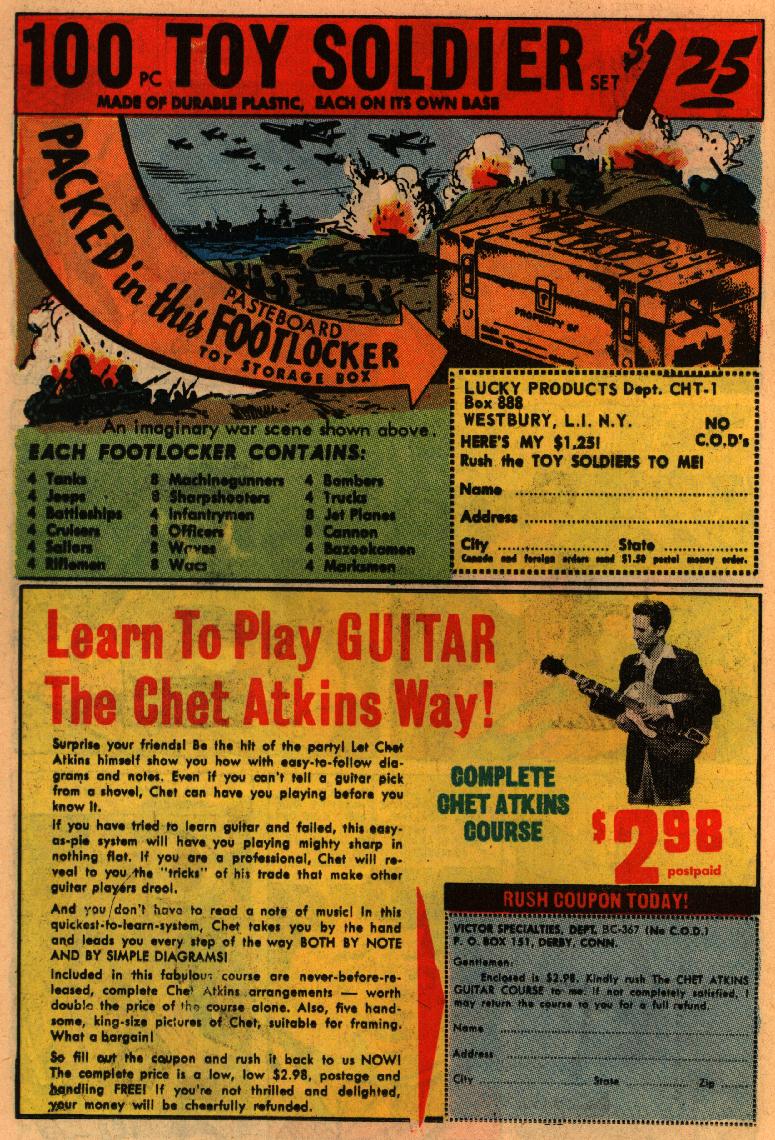 100 PC TOY SOLDIER SET $1.25
MADE OF DURABLE PLASTIC, EACH ON ITS OWN BASE
PACKED in this
PASTEBOARD
FOOTLOCKER
TOY STORAGE BOX
PROPERTY OF
An imaginary war scene shown above.
EACH FOOTLOCKER CONTAINS:
4 Tanks
4 Jeeps
4 Battleships
4 Cruisers
4 Sailors
4 Riflemen
8 Machinegunners
8 Sharpshooters
4 Infantrymen
8 Officers
8 Waves
8 Wacs
4 Bombers
4 Trucks
8 Jet Planes
8 Cannon
4 Bazookamen
4 Marksmen
LUCKY PRODUCTS Dept. CHT-1
Box 888
WESTBURY, L.I. N.Y.
NO
C.O.D's
HERE'S MY $1.25!
Rush the TOY SOLDIERS TO ME!
Name
Address
City State
Canada and foreign orders send $1.50 postal money order.
Learn To Play GUITAR
The Chet Atkins Way!
Surprise your friends! Be the hit of the party! Let Chet
Atkins himself show you how with easy-to-follow dia-
grams and notes. Even if you can't tell a guitar pick
from a shovel, Chet can have you playing before you
know it.
If you have tried to learn guitar and failed, this easy-
as-pie system will have you playing mighty sharp in
nothing flat. If you are a professional, Chet will re-
veal to you the "tricks" of his trade that make other
guitar players drool.
And you don't have to read a note of music! In this
quickest-to-learn-system, Chet takes you by the hand
and leads you every step of the way BOTH BY NOTE
AND BY SIMPLE DIAGRAMS!
Included in this fabulous course are never-before-re-
leased, complete Chet Atkins arrangements — worth
double the price of the course alone. Also, five hand-
some, king-size pictures of Chet, suitable for framing.
What a bargain!
So fill out the coupon and rush it back to us NOW!
The complete price is a low, low $2.98, postage and
handling FREE! If you're not thrilled and delighted,
your money will be cheerfully refunded.
COMPLETE
CHET ATKINS
COURSE
$2.98
postpaid
RUSH COUPON TODAY!
VICTOR SPECIALTIES, DEPT. BC-367 (No C.O.D.)
P. O. BOX 151, DERBY, CONN.
Gentlemen:
Enclosed is $2.98. Kindly rush The CHET ATKINS
GUITAR COURSE to me. If not completely satisfied, I
may return the course to you for a full refund.
Name
Address
City State Zip